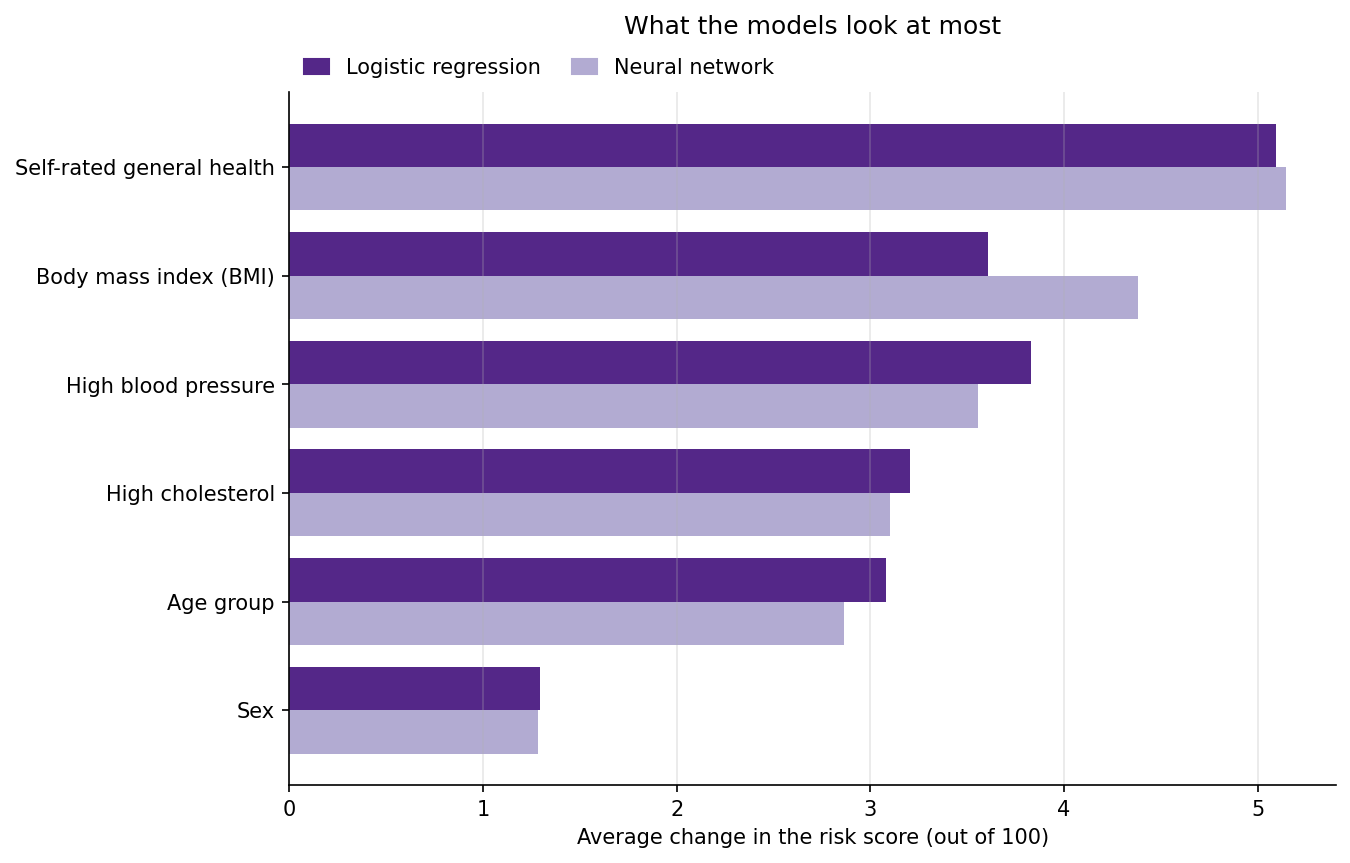 What the models look at most
Logistic regression
Neural network
Self-rated general health
Body mass index (BMI)
High blood pressure
High cholesterol
Age group
Sex
0 1 2 3 4 5
Average change in the risk score (out of 100)